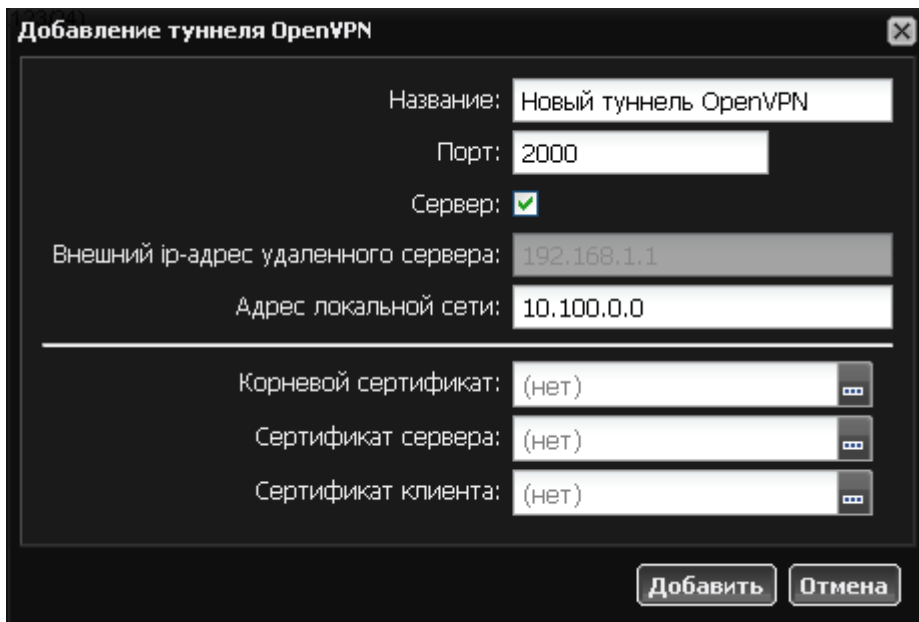 Добавление туннеля OpenVPN
Название: Новый туннель OpenVPN
Порт: 2000
Сервер:
Внешний ip-адрес удаленного сервера: 192.168.1.1
Адрес локальной сети: 10.100.0.0
Корневой сертификат: (нет) ...
Сертификат сервера: (нет) ...
Сертификат клиента: (нет) ...
Добавить Отмена